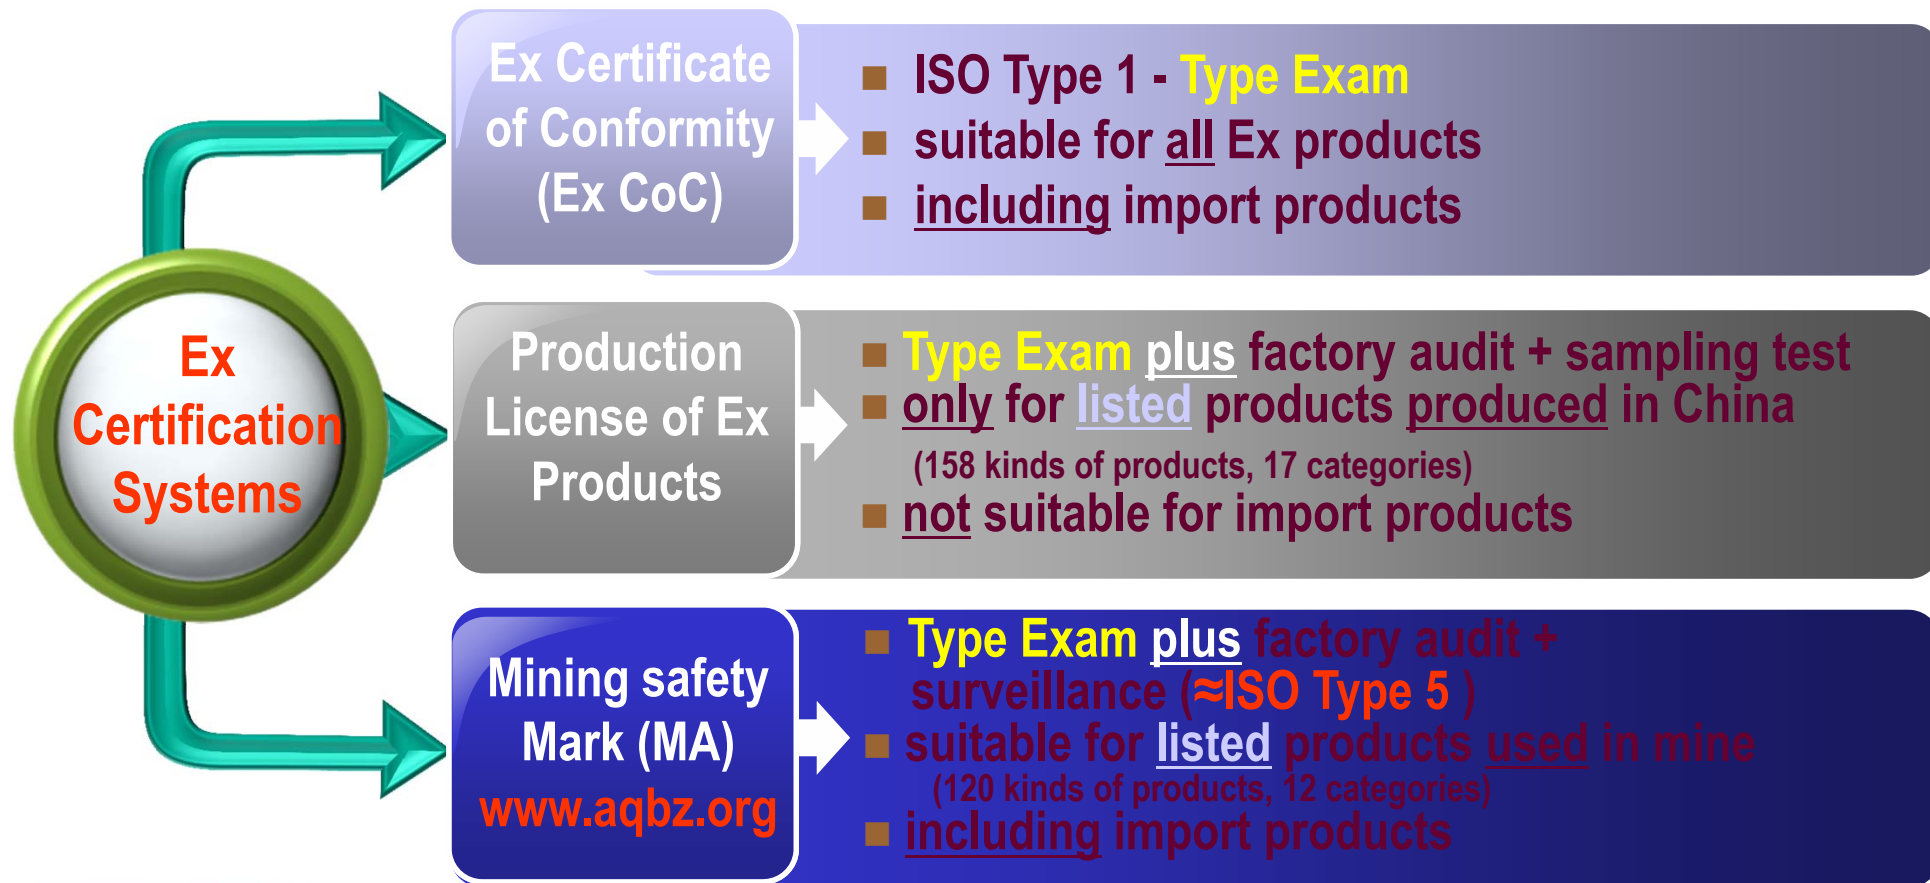 Ex
Certification
Systems
Ex Certificate
of Conformity
(Ex CoC)
ISO Type 1 - Type Exam
suitable for all Ex products
including import products
Production
License of Ex
Products
Type Exam plus factory audit + sampling test
only for listed products produced in China
(158 kinds of products, 17 categories)
not suitable for import products
Mining safety
Mark (MA)
www.aqbz.org
Type Exam plus factory audit +
surveillance (≈ISO Type 5 )
suitable for listed products used in mine
(120 kinds of products, 12 categories)
including import products